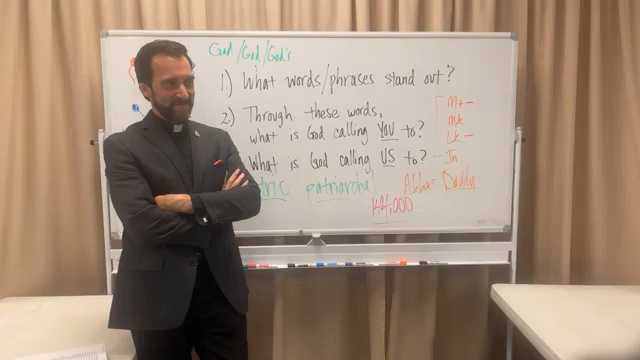 God/God/God's
1.) What words/phrases stand out?
2.) Through these words,
what is God calling YOU to?
What is God calling US to?
Mt
Mk
Lk
Jn
tric patriarchal
Abba = Daddy
144,000